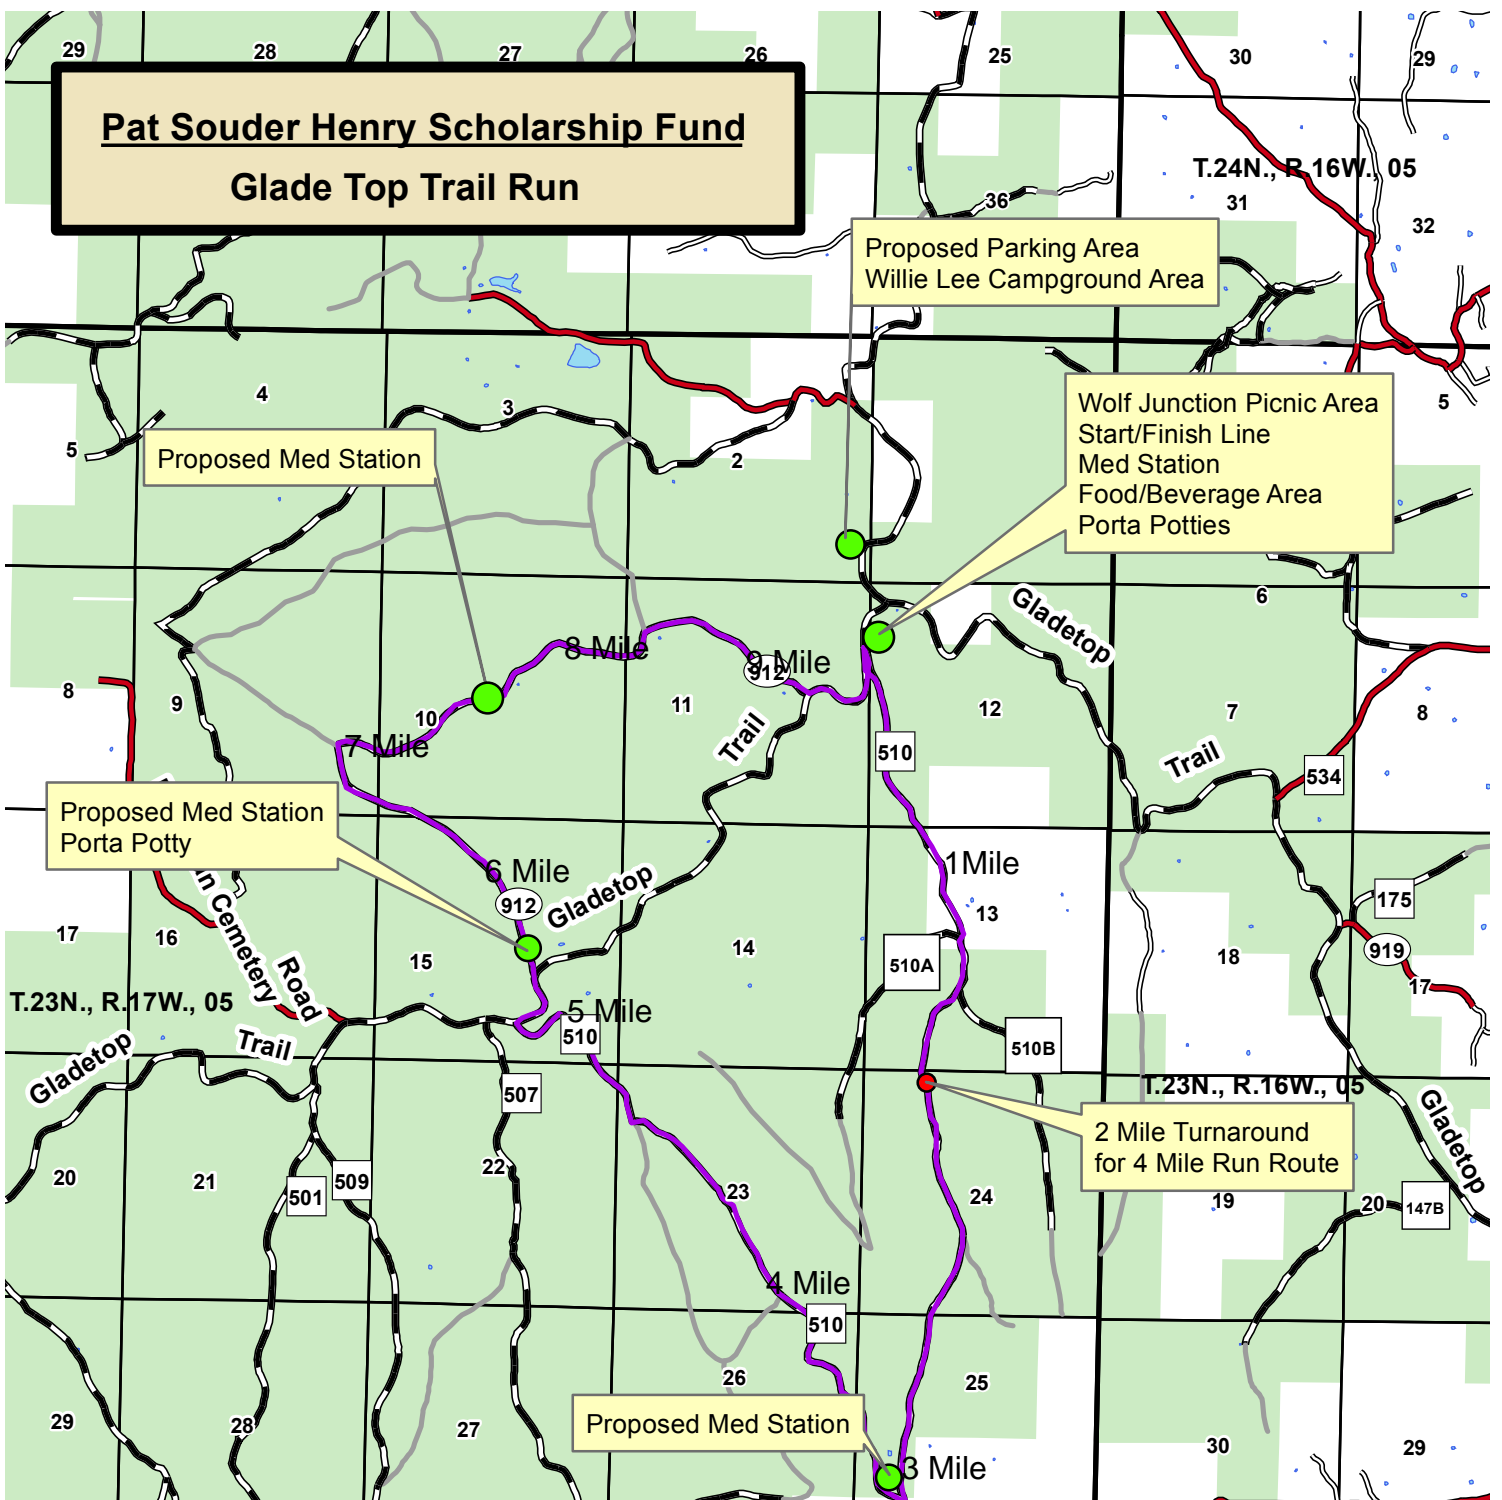 Pat Souder Henry Scholarship Fund
Glade Top Trail Run
29
28
27
26
25
30
29
T.24N., R.16W., 05
36
31
32
Proposed Parking Area
Willie Lee Campground Area
4
3
2
5
5
Proposed Med Station
Wolf Junction Picnic Area
Start/Finish Line
Med Station
Food/Beverage Area
Porta Potties
6
Gladetop
8 Mile
9 Mile
912
8
9
10
11
12
7
8
7 Mile
Trail
510
Trail
534
Proposed Med Station
Porta Potty
6 Mile
912
Gladetop
1Mile
13
175
17
16
15
14
18
919
17
510A
Cemetery
Road
T.23N., R.17W., 05
5 Mile
510
510B
Gladetop
Trail
507
T.23N., R.16W., 05
2 Mile Turnaround
for 4 Mile Run Route
Gladetop
20
21
501
509
22
23
24
19
20
147B
4 Mile
510
26
25
29
28
27
Proposed Med Station
3 Mile
30
29